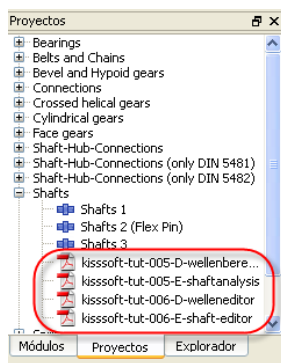 Proyectos
Bearings
Belts and Chains
Bevel and Hypoid gears
Connections
Crossed helical gears
Cylindrical gears
Face gears
Shaft-Hub-Connections
Shaft-Hub-Connections (only DIN 5481)
Shaft-Hub-Connections (only DIN 5482)
Shafts
Shafts 1
Shafts 2 (Flex Pin)
Shafts 3
kisssoft-tut-005-D-wellenbere...
kisssoft-tut-005-E-shaftanalysis
kisssoft-tut-006-D-welleneditor
kisssoft-tut-006-E-shaft-editor
Módulos Proyectos Explorador